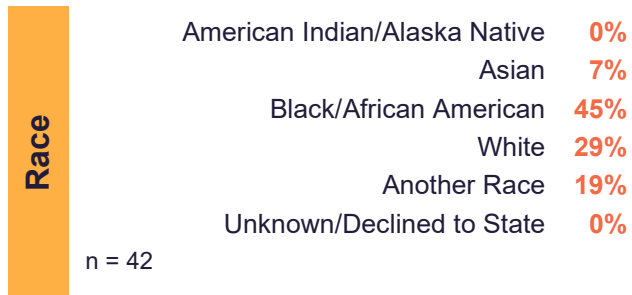 Race
American Indian/Alaska Native 0%
Asian 7%
Black/African American 45%
White 29%
Another Race 19%
Unknown/Declined to State 0%
n = 42